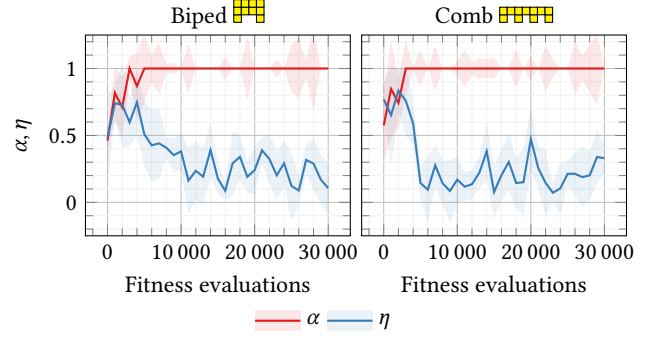 Biped Comb
1
0.5
0
α, η
0 10 000 20 000 30 000 0 10 000 20 000 30 000
Fitness evaluations Fitness evaluations
α η